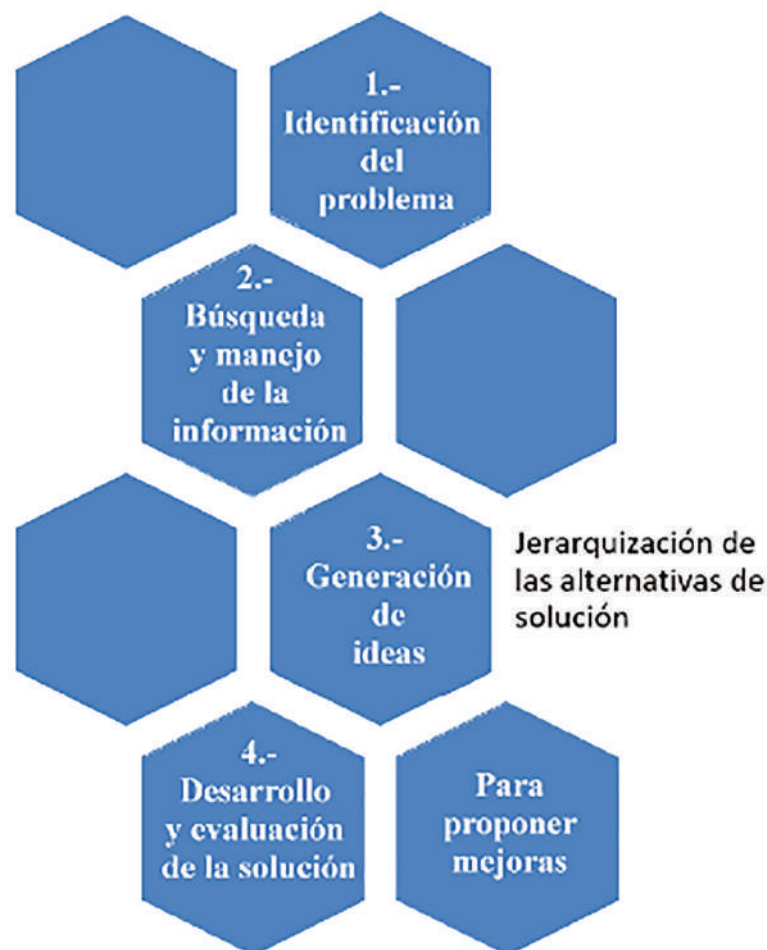 1.-
Identificación
del
problema
2.-
Búsqueda
y manejo
de la
información
3.-
Generación
de
ideas
Jerarquización de
las alternativas de
solución
4.-
Desarrollo
y evaluación
de la solución
Para
proponer
mejoras